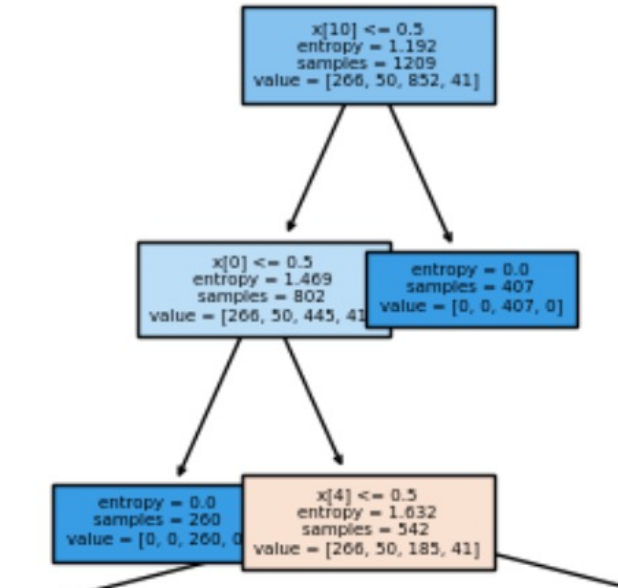 x[10] <= 0.5
entropy = 1.192
samples = 1209
value = [266, 50, 852, 41]
x[0] <= 0.5
entropy = 1.469
samples = 802
value = [266, 50, 445, 41
entropy = 0.0
samples = 407
value = [0, 0, 407, 0]
entropy = 0.0
samples = 260
value = [0, 0, 260, 0
x[4] <= 0.5
entropy = 1.632
samples = 542
value = [266, 50, 185, 41]